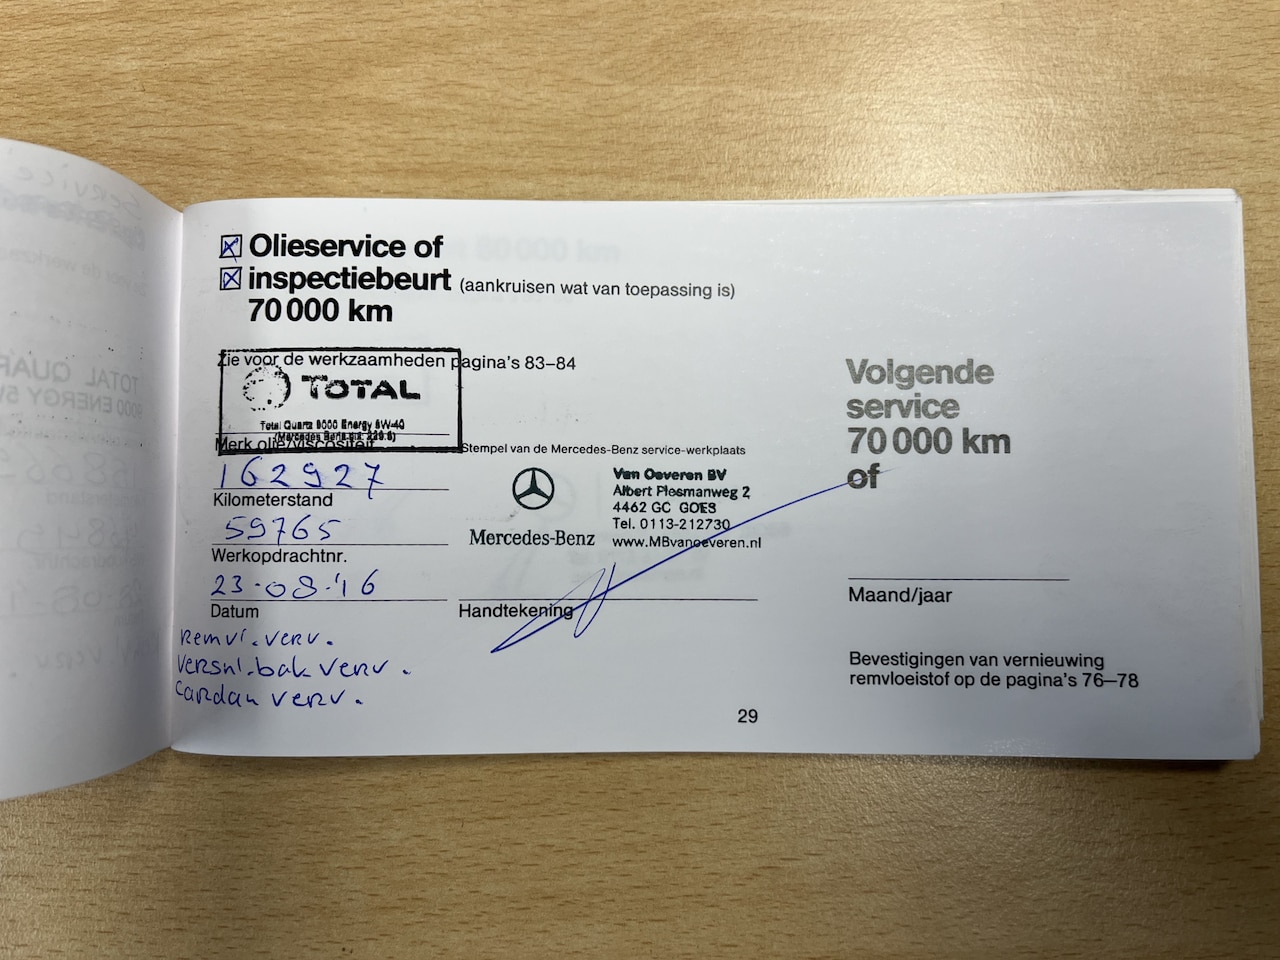 Olieservice of
inspectiebeurt (aankruisen wat van toepassing is)
70 000 km
Zie voor de werkzaamheden pagina's 83–84
TOTAL
Total Quartz 9000 Energy 5W-40
Merk olie/viscositeit
162927
Kilometerstand
59765
Werkopdrachtnr.
23-08-'16
Datum
Remvl. verv.
Versnl.bak verv.
Cardan verv.
Stempel van de Mercedes-Benz service-werkplaats
Mercedes-Benz
Van Oeveren BV
Albert Plesmanweg 2
4462 GC GOES
Tel. 0113-212730
www.MBvanoeveren.nl
Handtekening
Volgende
service
70 000 km
of
Maand/jaar
Bevestigingen van vernieuwing
remvloeistof op de pagina's 76–78
29